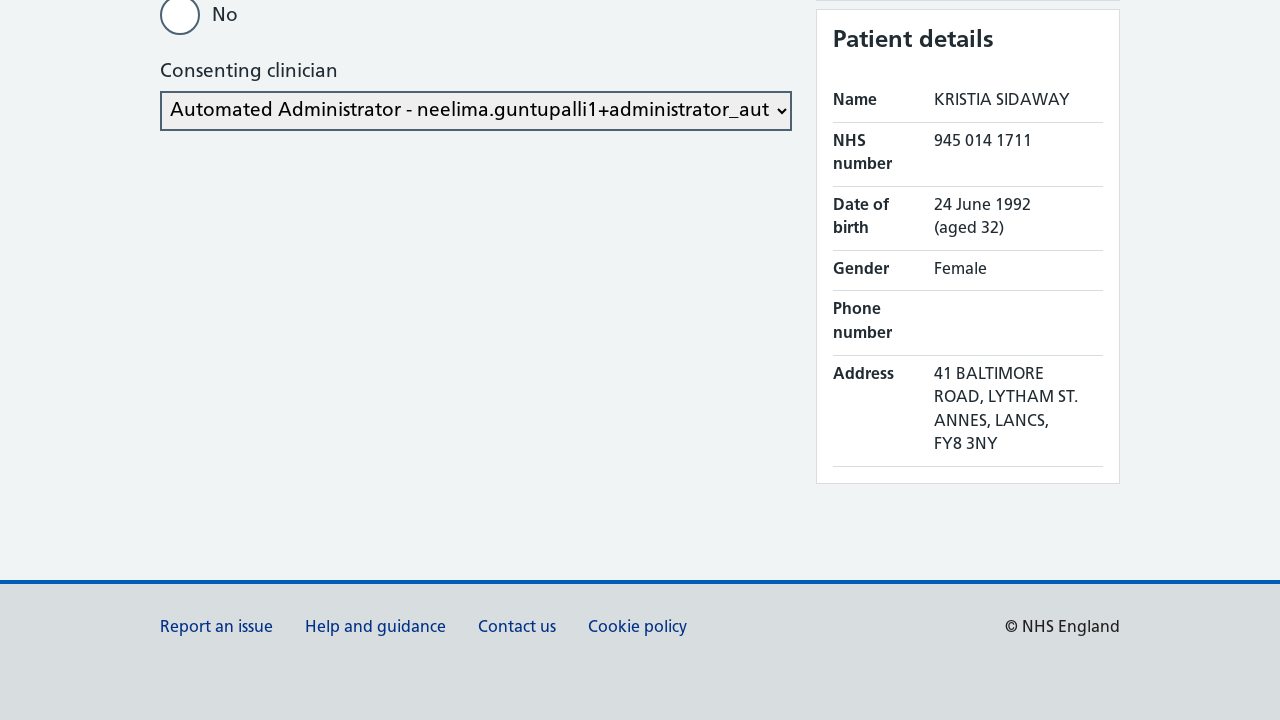 No
Consenting clinician
Automated Administrator - neelima.guntupalli1+administrator_aut
Patient details
Name KRISTIA SIDAWAY
NHS number 945 014 1711
Date of birth 24 June 1992 (aged 32)
Gender Female
Phone number
Address 41 BALTIMORE
ROAD, LYTHAM ST.
ANNES, LANCS,
FY8 3NY
Report an issue Help and guidance Contact us Cookie policy © NHS England